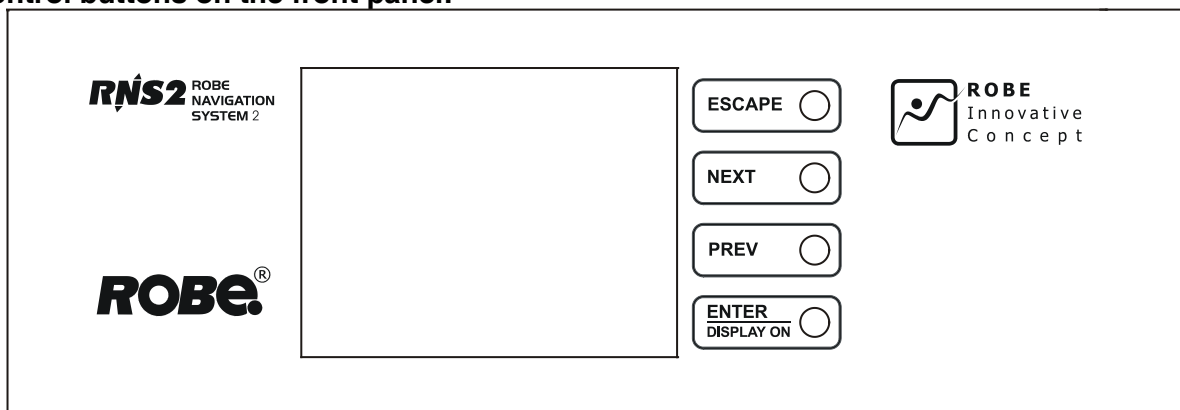 ntrol buttons on the front panel:
RNS2 ROBE
NAVIGATION
SYSTEM 2
ESCAPE
ROBE
Innovative
Concept
NEXT
PREV
ROBE®
ENTER
DISPLAY ON